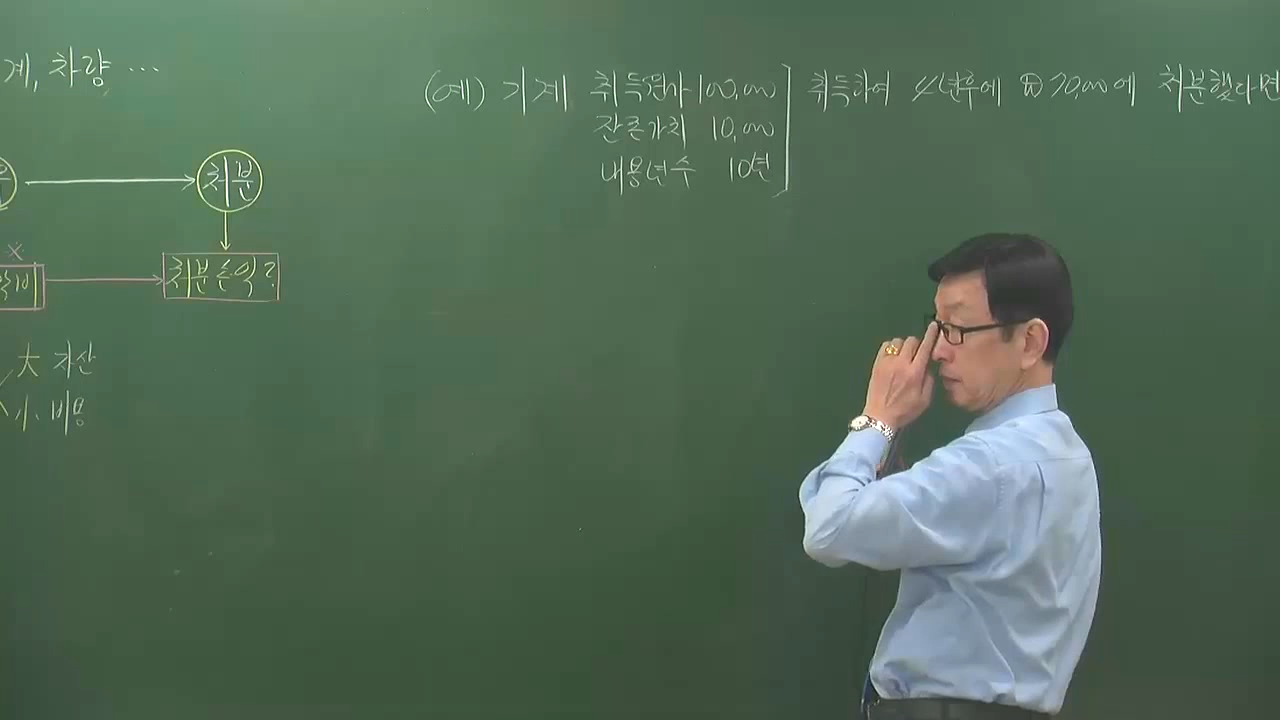 계, 차량 …
(예) 기계 취득원가 100,000 취득하여 4년후에 ㉤ 70,000에 처분했다면
잔존가치 10,000
내용년수 10년
처분
처분손익?
大 자산
小 비용